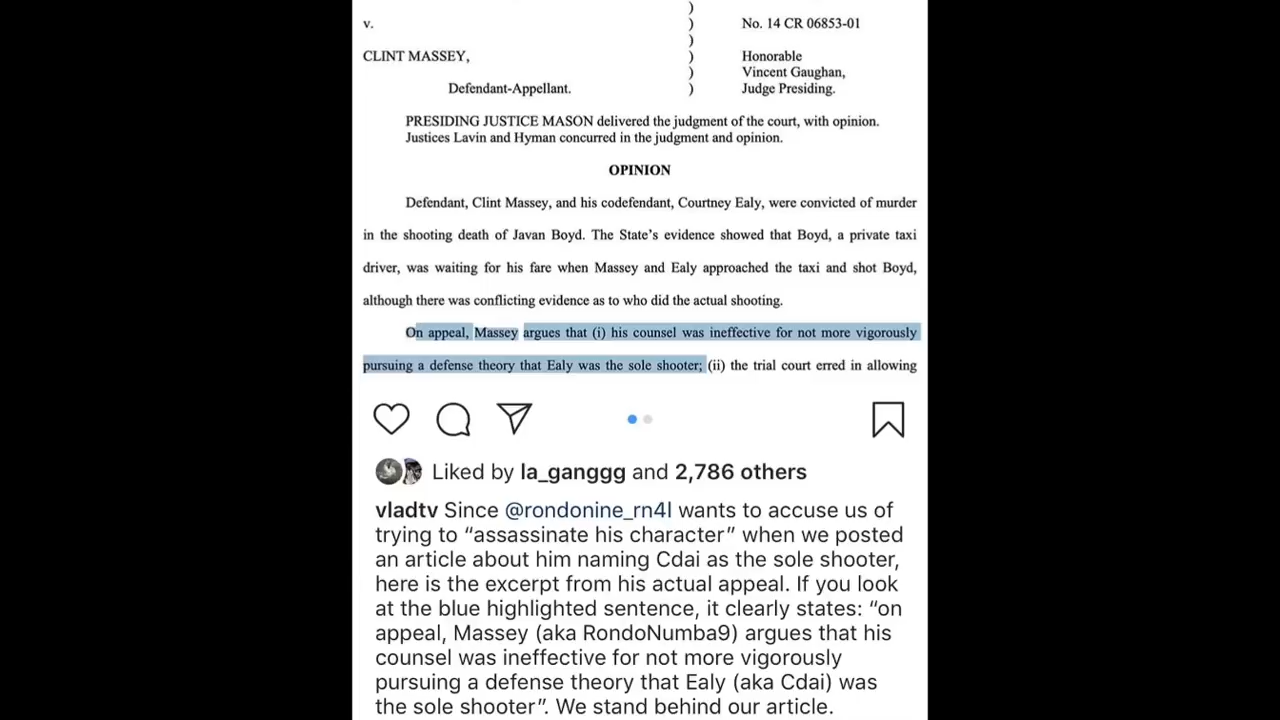 )
v. ) No. 14 CR 06853-01
)
CLINT MASSEY, ) Honorable
) Vincent Gaughan,
Defendant-Appellant. ) Judge Presiding.
PRESIDING JUSTICE MASON delivered the judgment of the court, with opinion.
Justices Lavin and Hyman concurred in the judgment and opinion.
OPINION
Defendant, Clint Massey, and his codefendant, Courtney Ealy, were convicted of murder
in the shooting death of Javan Boyd. The State's evidence showed that Boyd, a private taxi
driver, was waiting for his fare when Massey and Ealy approached the taxi and shot Boyd,
although there was conflicting evidence as to who did the actual shooting.
On appeal, Massey argues that (i) his counsel was ineffective for not more vigorously
pursuing a defense theory that Ealy was the sole shooter; (ii) the trial court erred in allowing
Liked by la_ganggg and 2,786 others
vladtv Since @rondonine_rn4l wants to accuse us of
trying to “assassinate his character” when we posted
an article about him naming Cdai as the sole shooter,
here is the excerpt from his actual appeal. If you look
at the blue highlighted sentence, it clearly states: “on
appeal, Massey (aka RondoNumba9) argues that his
counsel was ineffective for not more vigorously
pursuing a defense theory that Ealy (aka Cdai) was
the sole shooter”. We stand behind our article.